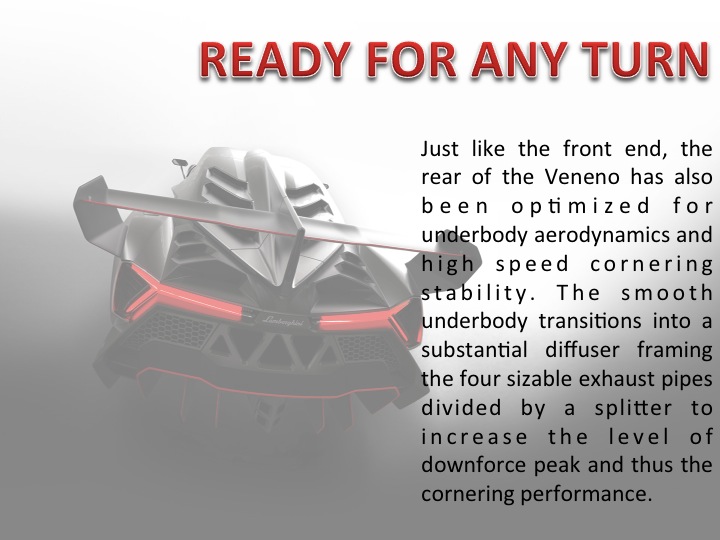 READY FOR ANY TURN
Just like the front end, the
rear of the Veneno has also
been optimized for
underbody aerodynamics and
high speed cornering
stability. The smooth
underbody transitions into a
substantial diffuser framing
the four sizable exhaust pipes
divided by a splitter to
increase the level of
downforce peak and thus the
cornering performance.
Lamborghini